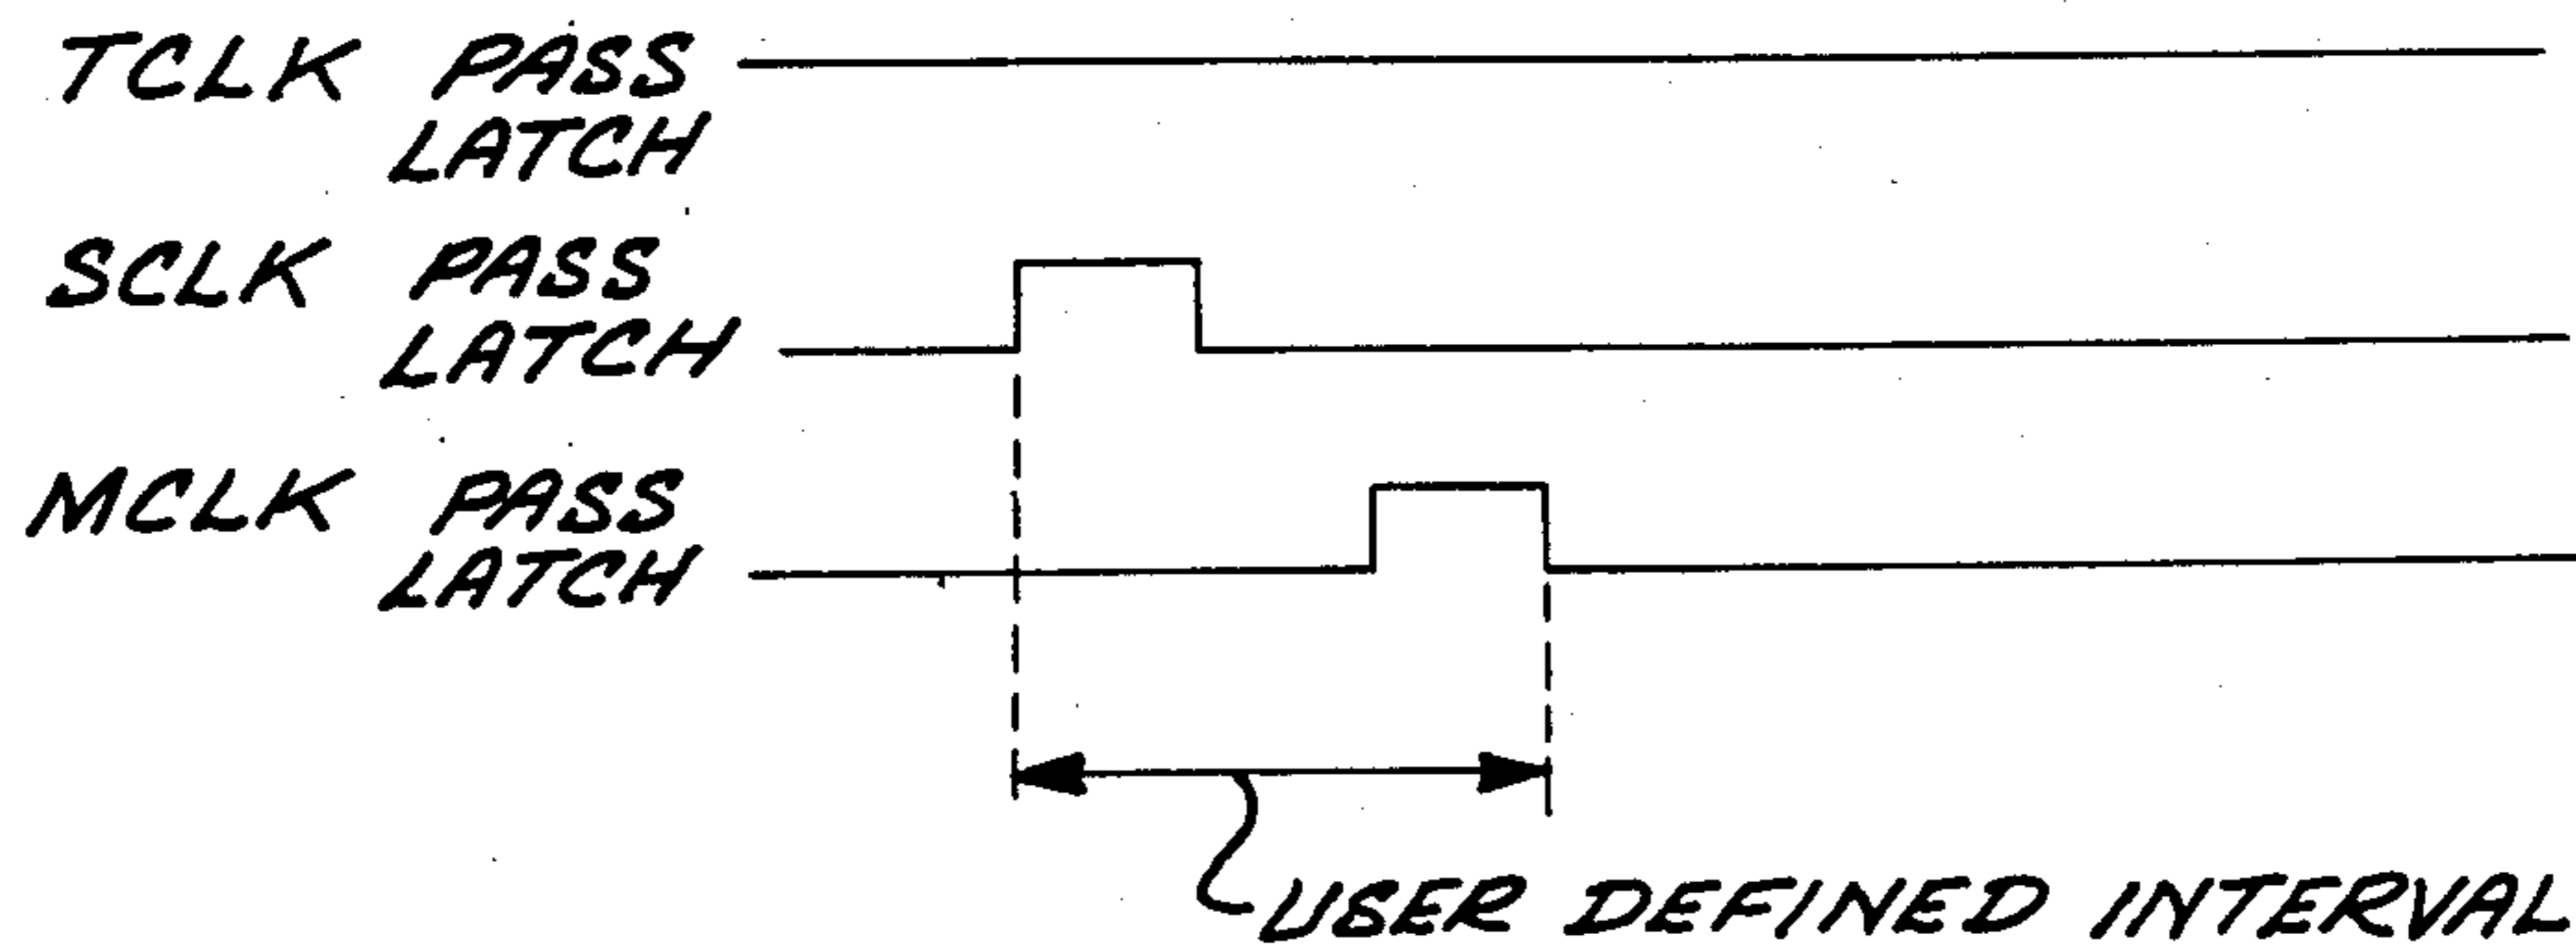 TCLK PASS
LATCH
SCLK PASS
LATCH
MCLK PASS
LATCH
USER DEFINED INTERVAL